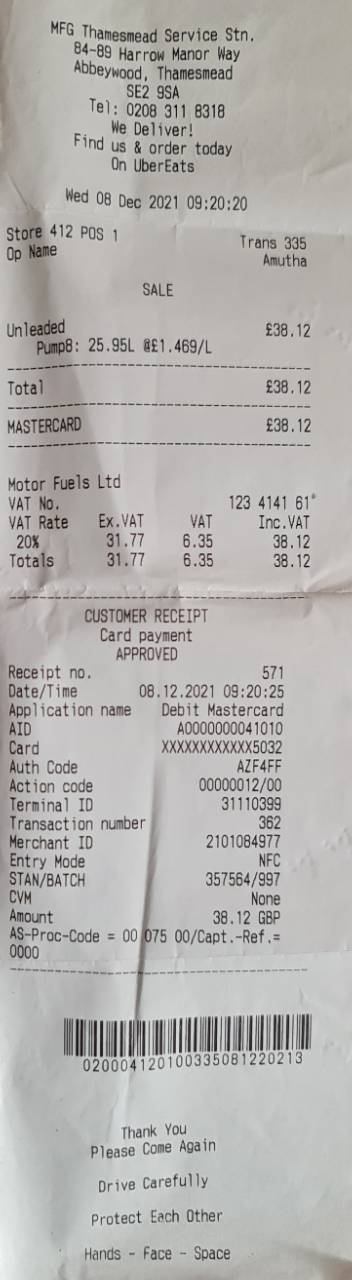 MFG Thamesmead Service Stn.
84-89 Harrow Manor Way
Abbeywood, Thamesmead
SE2 9SA
Tel: 0208 311 8318
We Deliver!
Find us & order today
On UberEats
Wed 08 Dec 2021 09:20:20
Store 412 POS 1 Trans 335
Op Name Amutha
SALE
Unleaded £38.12
Pump8: 25.95L @£1.469/L
Total £38.12
MASTERCARD £38.12
Motor Fuels Ltd
VAT No. 123 4141 61
VAT Rate Ex.VAT VAT Inc.VAT
20% 31.77 6.35 38.12
Totals 31.77 6.35 38.12
CUSTOMER RECEIPT
Card payment
APPROVED
Receipt no. 571
Date/Time 08.12.2021 09:20:25
Application name Debit Mastercard
AID A0000000041010
Card XXXXXXXXXXXX5032
Auth Code AZF4FF
Action code 00000012/00
Terminal ID 31110399
Transaction number 362
Merchant ID 2101084977
Entry Mode NFC
STAN/BATCH 357564/997
CVM None
Amount 38.12 GBP
AS-Proc-Code = 00 075 00/Capt.-Ref.=
0000
020004120100335081220213
Thank You
Please Come Again
Drive Carefully
Protect Each Other
Hands - Face - Space